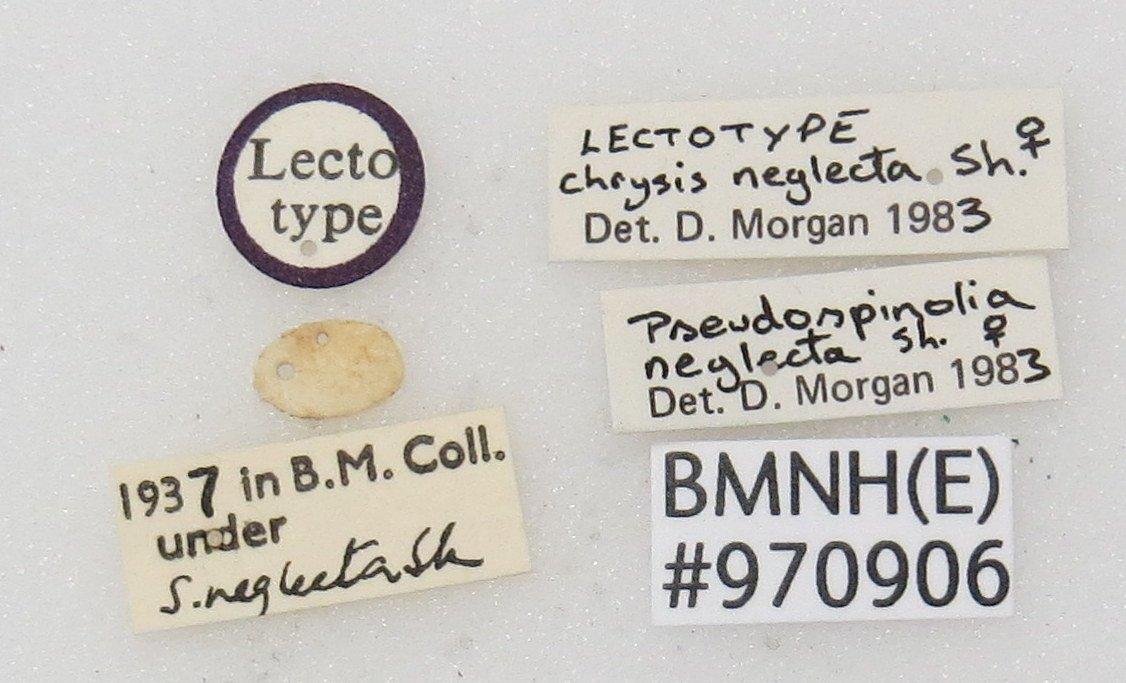 Lecto
type
1937 in B.M. Coll.
under
S. neglecta Sh
LECTOTYPE
chrysis neglecta Sh. ♀
Det. D. Morgan 1983
Pseudospinolia
neglecta Sh. ♀
Det. D. Morgan 1983
BMNH(E)
#970906